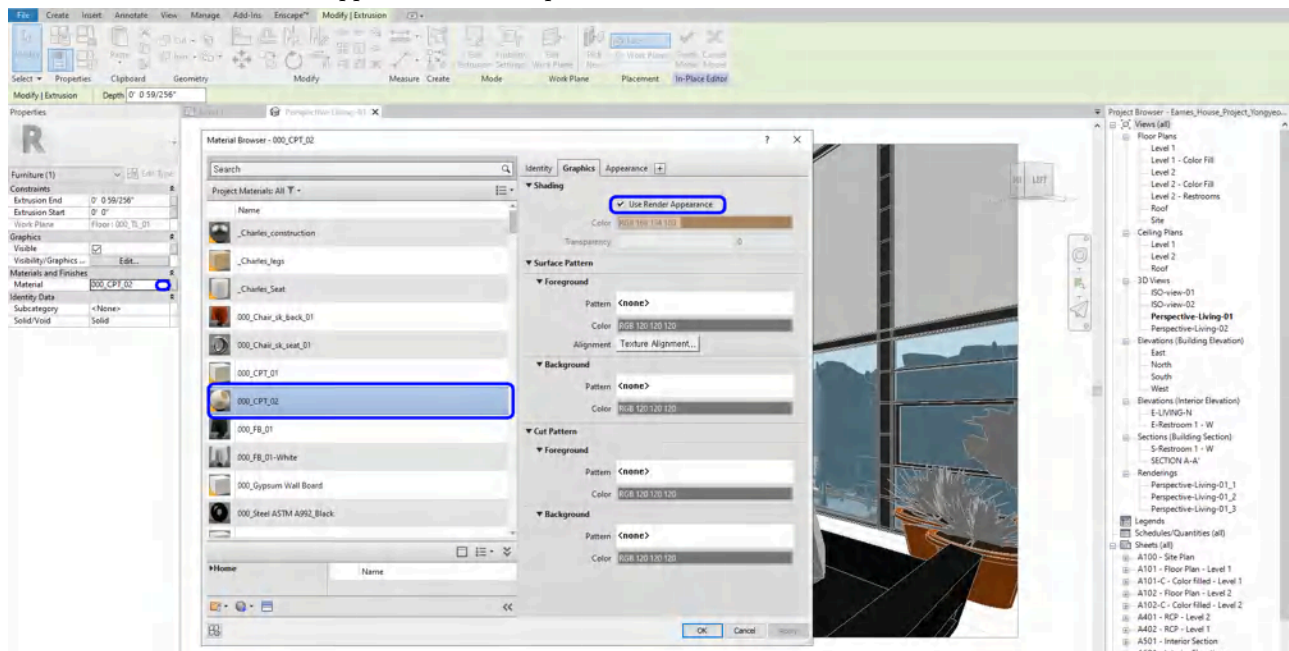 File Create Insert Annotate View Manage Add-Ins Enscape™ Modify | Extrusion
Select Properties Clipboard Geometry Modify Measure Create Mode Work Plane Placement In-Place Editor
Modify | Extrusion Depth 0' 0 59/256"
Properties
R
Furniture (1) Edit Type
Constraints
Extrusion End 0' 0 59/256"
Extrusion Start 0' 0"
Work Plane Floor : 000_TL_01
Graphics
Visible
Visibility/Graphics ... Edit...
Materials and Finishes
Material 000_CPT_02
Identity Data
Subcategory <None>
Solid/Void Solid
Perspective-Living-01
Material Browser - 000_CPT_02
Search
Project Materials: All
Name
_Charles_construction
_Charles_legs
_Charles_Seat
000_Chair_sk_back_01
000_Chair_sk_seat_01
000_CPT_01
000_CPT_02
000_FB_01
000_FB_01-White
000_Gypsum Wall Board
000_Steel ASTM A992_Black
Home Name
Identity Graphics Appearance
Shading
Use Render Appearance
Color
Transparency 0
Surface Pattern
Foreground
Pattern <none>
Color RGB 120 120 120
Alignment Texture Alignment...
Background
Pattern <none>
Color RGB 120 120 120
Cut Pattern
Foreground
Pattern <none>
Color RGB 120 120 120
Background
Pattern <none>
Color RGB 120 120 120
OK Cancel Apply
LEFT
Project Browser - Eames_House_Project_Yongyeo...
Views (all)
Floor Plans
Level 1
Level 1 - Color Fill
Level 2
Level 2 - Color Fill
Level 2 - Restrooms
Roof
Site
Ceiling Plans
Level 1
Level 2
Roof
3D Views
ISO-view-01
ISO-view-02
Perspective-Living-01
Perspective-Living-02
Elevations (Building Elevation)
East
North
South
West
Elevations (Interior Elevation)
E-LIVING-N
E-Restroom 1 - W
Sections (Building Section)
S-Restroom 1 - W
SECTION A-A'
Renderings
Perspective-Living-01_1
Perspective-Living-01_2
Perspective-Living-01_3
Legends
Schedules/Quantities (all)
Sheets (all)
A100 - Site Plan
A101 - Floor Plan - Level 1
A101-C - Color filled - Level 1
A102 - Floor Plan - Level 2
A102-C - Color filled - Level 2
A401 - RCP - Level 2
A402 - RCP - Level 1
A501 - Interior Section